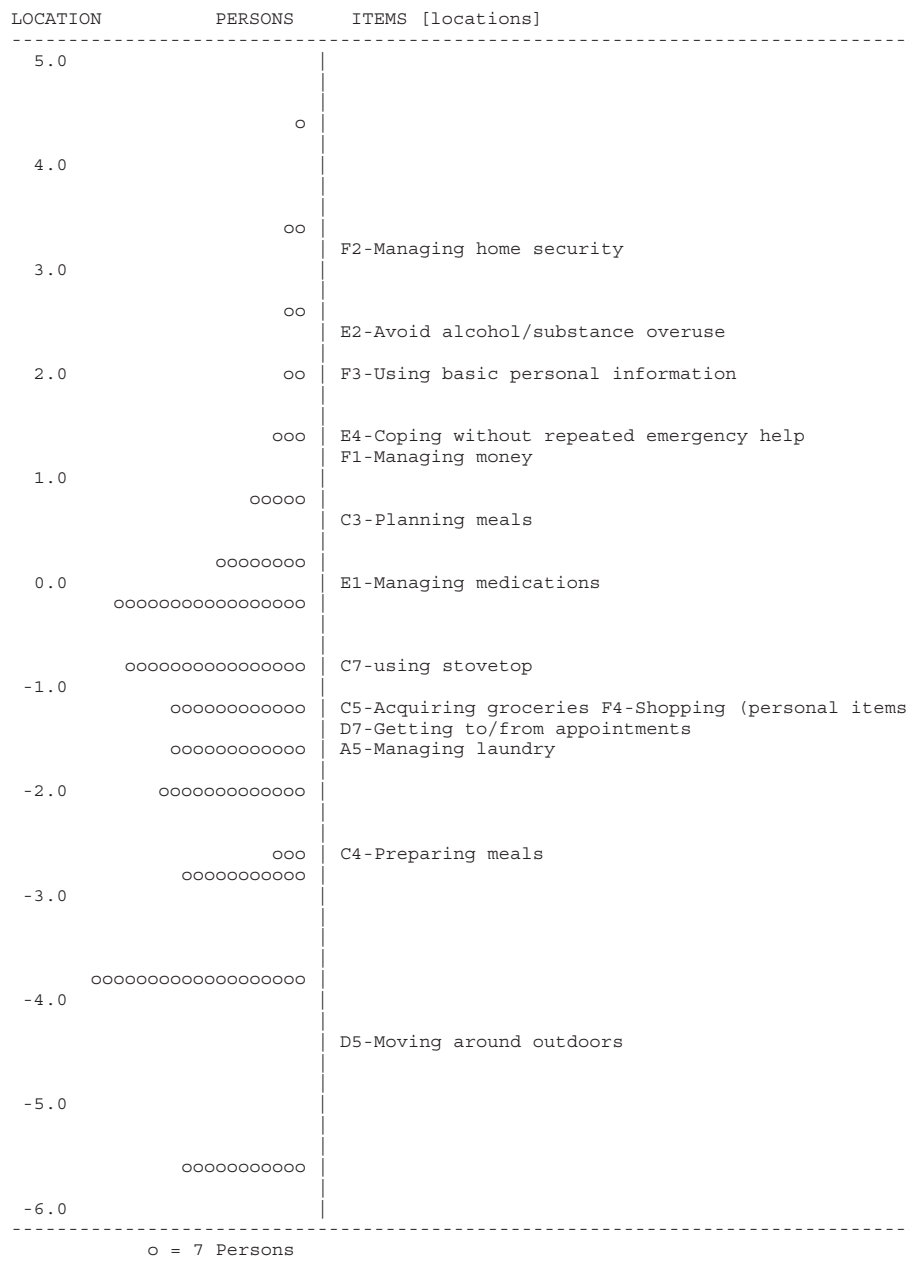 LOCATION PERSONS ITEMS [locations]
5.0
o
4.0
oo
F2-Managing home security
3.0
oo
E2-Avoid alcohol/substance overuse
2.0 oo F3-Using basic personal information
ooo E4-Coping without repeated emergency help
F1-Managing money
1.0
ooooo
C3-Planning meals
oooooooo
0.0 E1-Managing medications
ooooooooooooooooo
oooooooooooooooo C7-using stovetop
-1.0
oooooooooooo C5-Acquiring groceries F4-Shopping (personal items
D7-Getting to/from appointments
oooooooooooo A5-Managing laundry
-2.0 ooooooooooooo
ooo C4-Preparing meals
ooooooooooo
-3.0
ooooooooooooooooooo
-4.0
D5-Moving around outdoors
-5.0
ooooooooooo
-6.0
o = 7 Persons